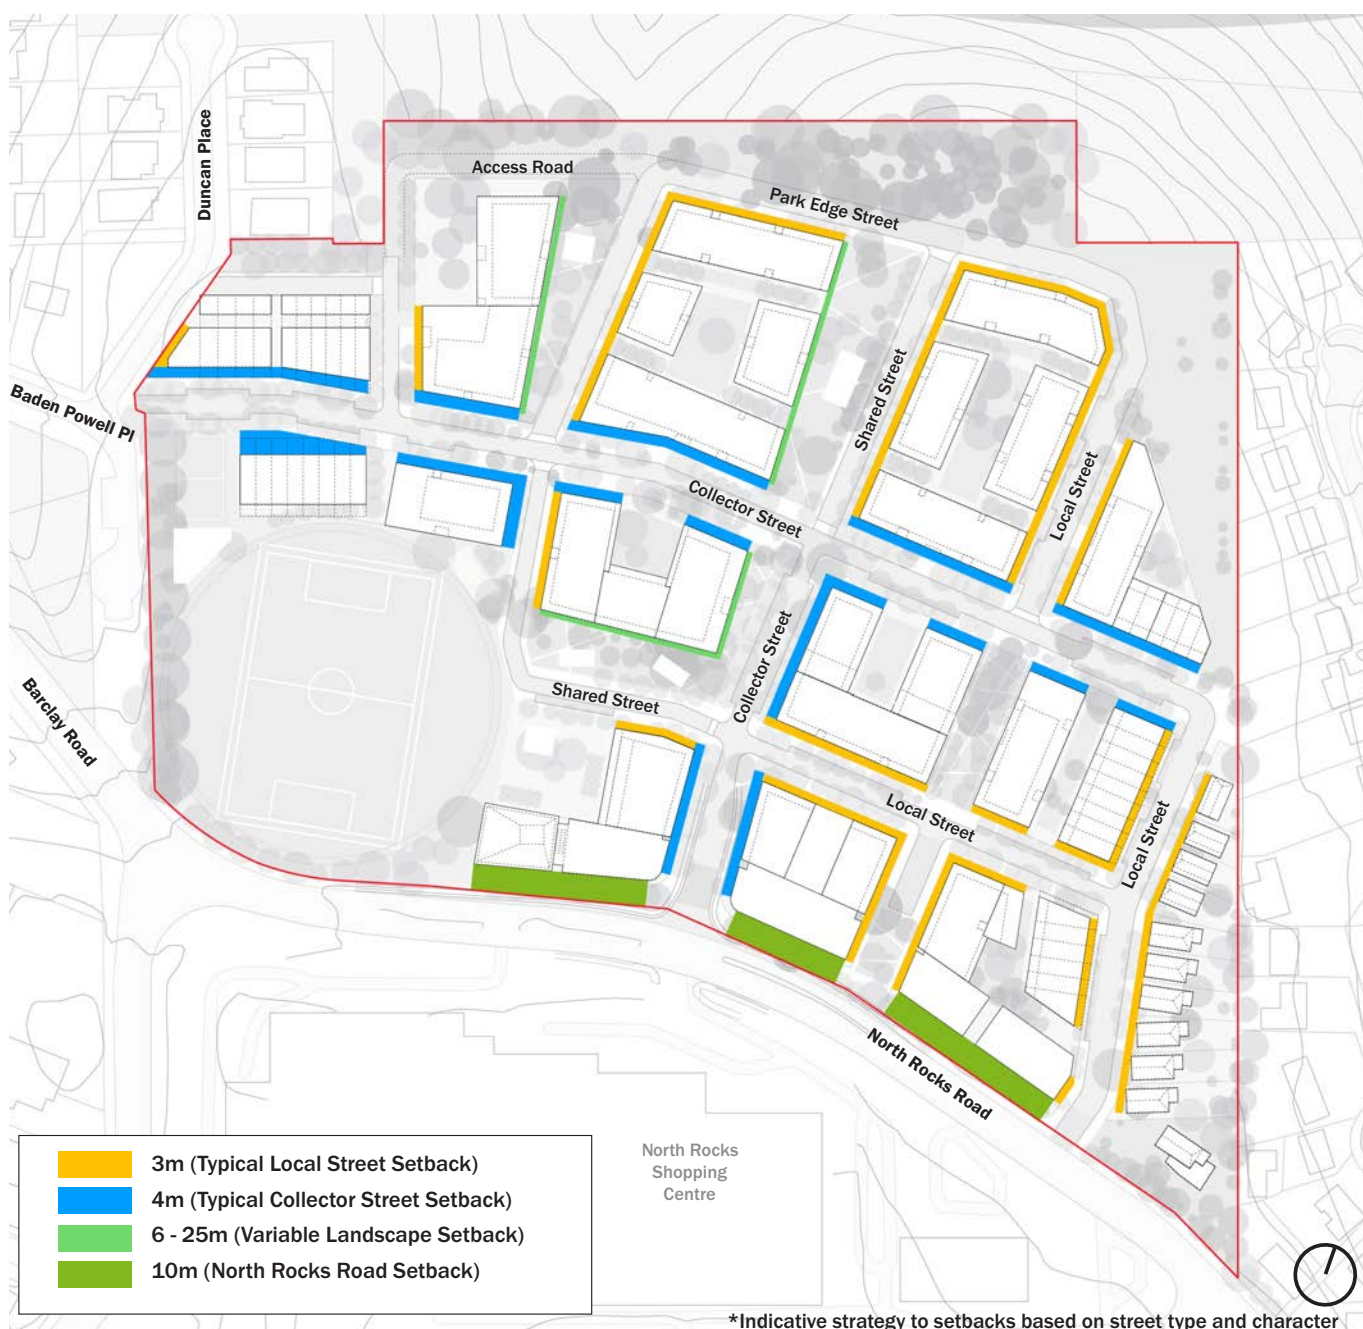 Duncan Place
Access Road
Park Edge Street
Baden Powell Pl
Shared Street
Collector Street
Local Street
Barclay Road
Shared Street
Collector Street
Local Street
Local Street
North Rocks Road
North Rocks
Shopping
Centre
3m (Typical Local Street Setback)
4m (Typical Collector Street Setback)
6 - 25m (Variable Landscape Setback)
10m (North Rocks Road Setback)
*Indicative strategy to setbacks based on street type and character